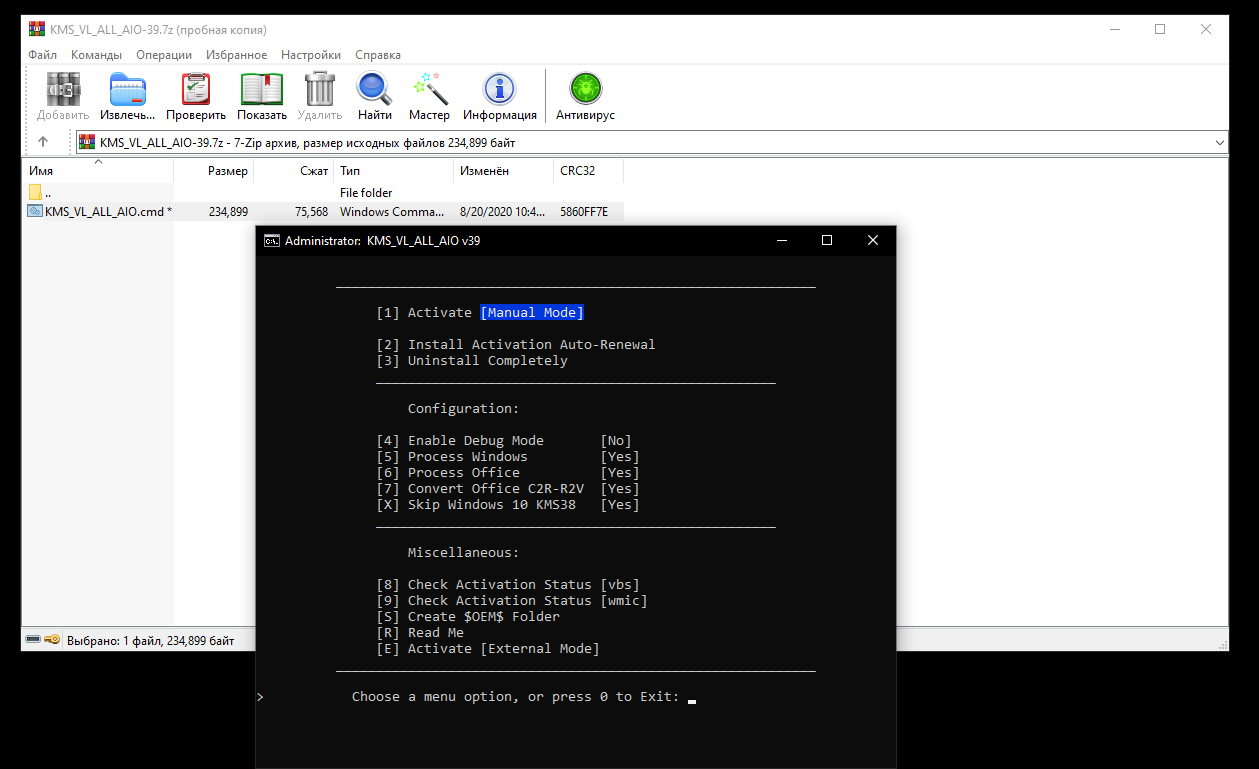 KMS_VL_ALL_AIO-39.7z (пробная копия)
Файл Команды Операции Избранное Настройки Справка
Добавить Извлечь... Проверить Показать Удалить Найти Мастер Информация Антивирус
KMS_VL_ALL_AIO-39.7z - 7-Zip архив, размер исходных файлов 234,899 байт
Имя Размер Сжат Тип Изменён CRC32
.. File folder
KMS_VL_ALL_AIO.cmd * 234,899 75,568 Windows Comma... 8/20/2020 10:4... 5860FF7E
Administrator: KMS_VL_ALL_AIO v39
[1] Activate [Manual Mode]
[2] Install Activation Auto-Renewal
[3] Uninstall Completely
Configuration:
[4] Enable Debug Mode [No]
[5] Process Windows [Yes]
[6] Process Office [Yes]
[7] Convert Office C2R-R2V [Yes]
[X] Skip Windows 10 KMS38 [Yes]
Miscellaneous:
[8] Check Activation Status [vbs]
[9] Check Activation Status [wmic]
[S] Create $OEM$ Folder
[R] Read Me
[E] Activate [External Mode]
> Choose a menu option, or press 0 to Exit: _
Выбрано: 1 файл, 234,899 байт